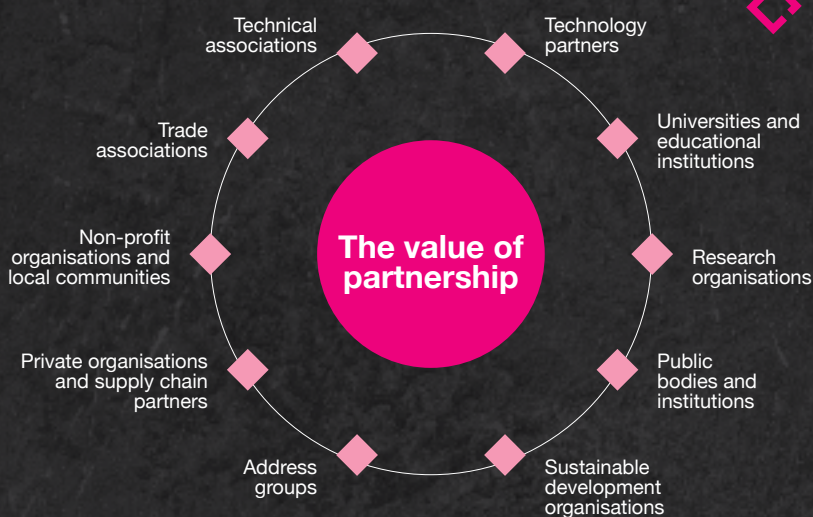 Technical
associations
Technology
partners
Trade
associations
Universities and
educational
institutions
Non-profit
organisations and
local communities
The value of
partnership
Research
organisations
Private organisations
and supply chain
partners
Public
bodies and
institutions
Address
groups
Sustainable
development
organisations